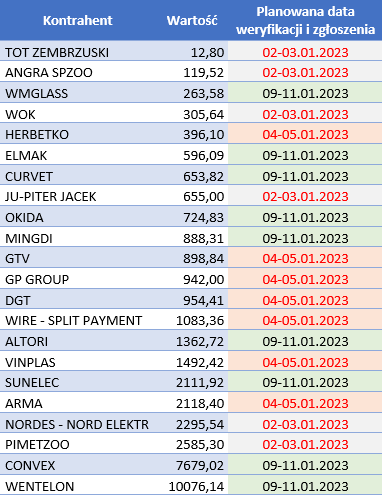 Kontrahent Wartość Planowana data weryfikacji i zgłoszenia
TOT ZEMBRZUSKI 12,80 02-03.01.2023
ANGRA SPZOO 119,52 02-03.01.2023
WMGLASS 263,58 09-11.01.2023
WOK 305,64 02-03.01.2023
HERBETKO 396,10 04-05.01.2023
ELMAK 596,09 09-11.01.2023
CURVET 653,82 09-11.01.2023
JU-PITER JACEK 655,00 02-03.01.2023
OKIDA 724,83 09-11.01.2023
MINGDI 888,31 09-11.01.2023
GTV 898,84 04-05.01.2023
GP GROUP 942,00 04-05.01.2023
DGT 954,41 04-05.01.2023
WIRE - SPLIT PAYMENT 1083,36 04-05.01.2023
ALTORI 1362,72 09-11.01.2023
VINPLAS 1492,42 04-05.01.2023
SUNELEC 2111,92 09-11.01.2023
ARMA 2118,40 04-05.01.2023
NORDES - NORD ELEKTR 2295,54 02-03.01.2023
PIMETZOO 2585,30 02-03.01.2023
CONVEX 7679,02 09-11.01.2023
WENTELON 10076,14 09-11.01.2023